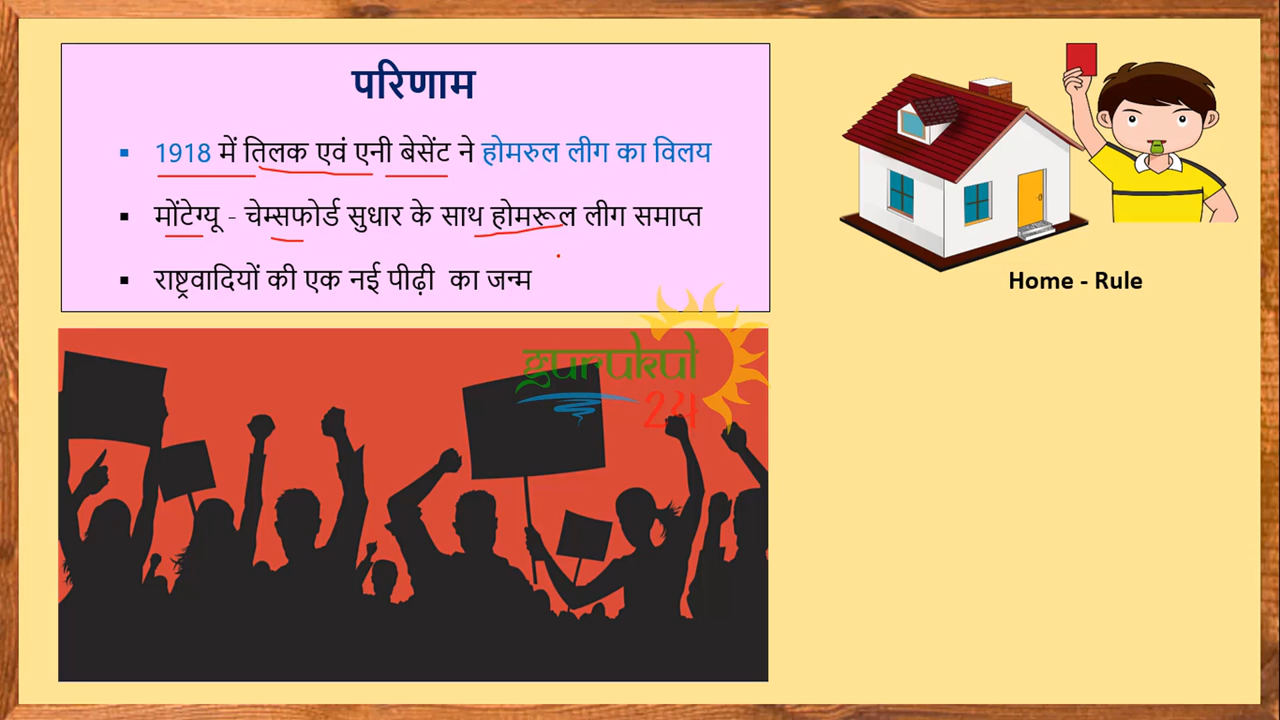 परिणाम
▪ 1918 में तिलक एवं एनी बेसेंट ने होमरुल लीग का विलय
▪ मोंटेग्यू - चेम्सफोर्ड सुधार के साथ होमरूल लीग समाप्त
▪ राष्ट्रवादियों की एक नई पीढ़ी का जन्म
Home - Rule
gurukul
24